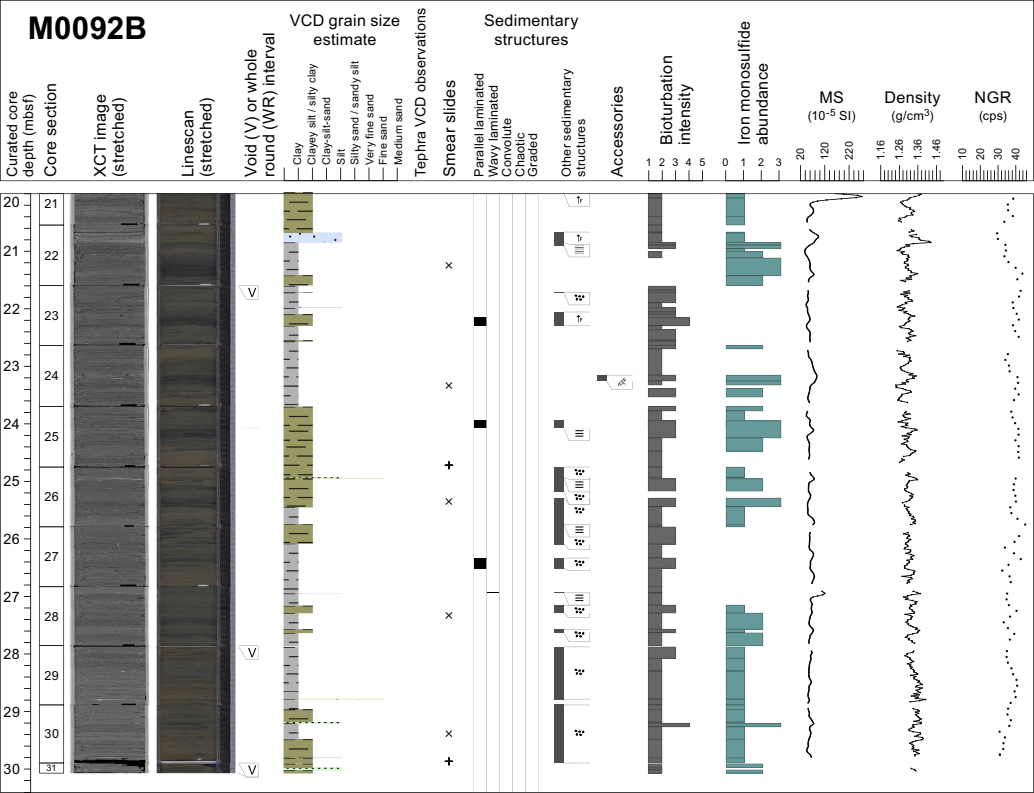 M0092B
VCD grain size
estimate
Sedimentary
structures
Curated core
depth (mbsf)
Core section
XCT image
(stretched)
Linescan
(stretched)
Void (V) or whole
round (WR) interval
Clay
Clayey silt / silty clay
Clay-silt-sand
Silt
Silty sand / sandy silt
Very fine sand
Fine sand
Medium sand
Tephra VCD observations
Smear slides
Parallel laminated
Wavy laminated
Convolute
Chaotic
Graded
Other sedimentary
structures
Accessories
Bioturbation
intensity
1 2 3 4 5
Iron monosulfide
abundance
0 1 2 3
MS
(10-5 SI)
20 120 220
Density
(g/cm3)
1.16 1.26 1.36 1.46
NGR
(cps)
10 20 30 40
20
21
22
23
24
25
26
27
28
29
30
21
22
23
24
25
26
27
28
29
30
31
V
V
V
F
F
F